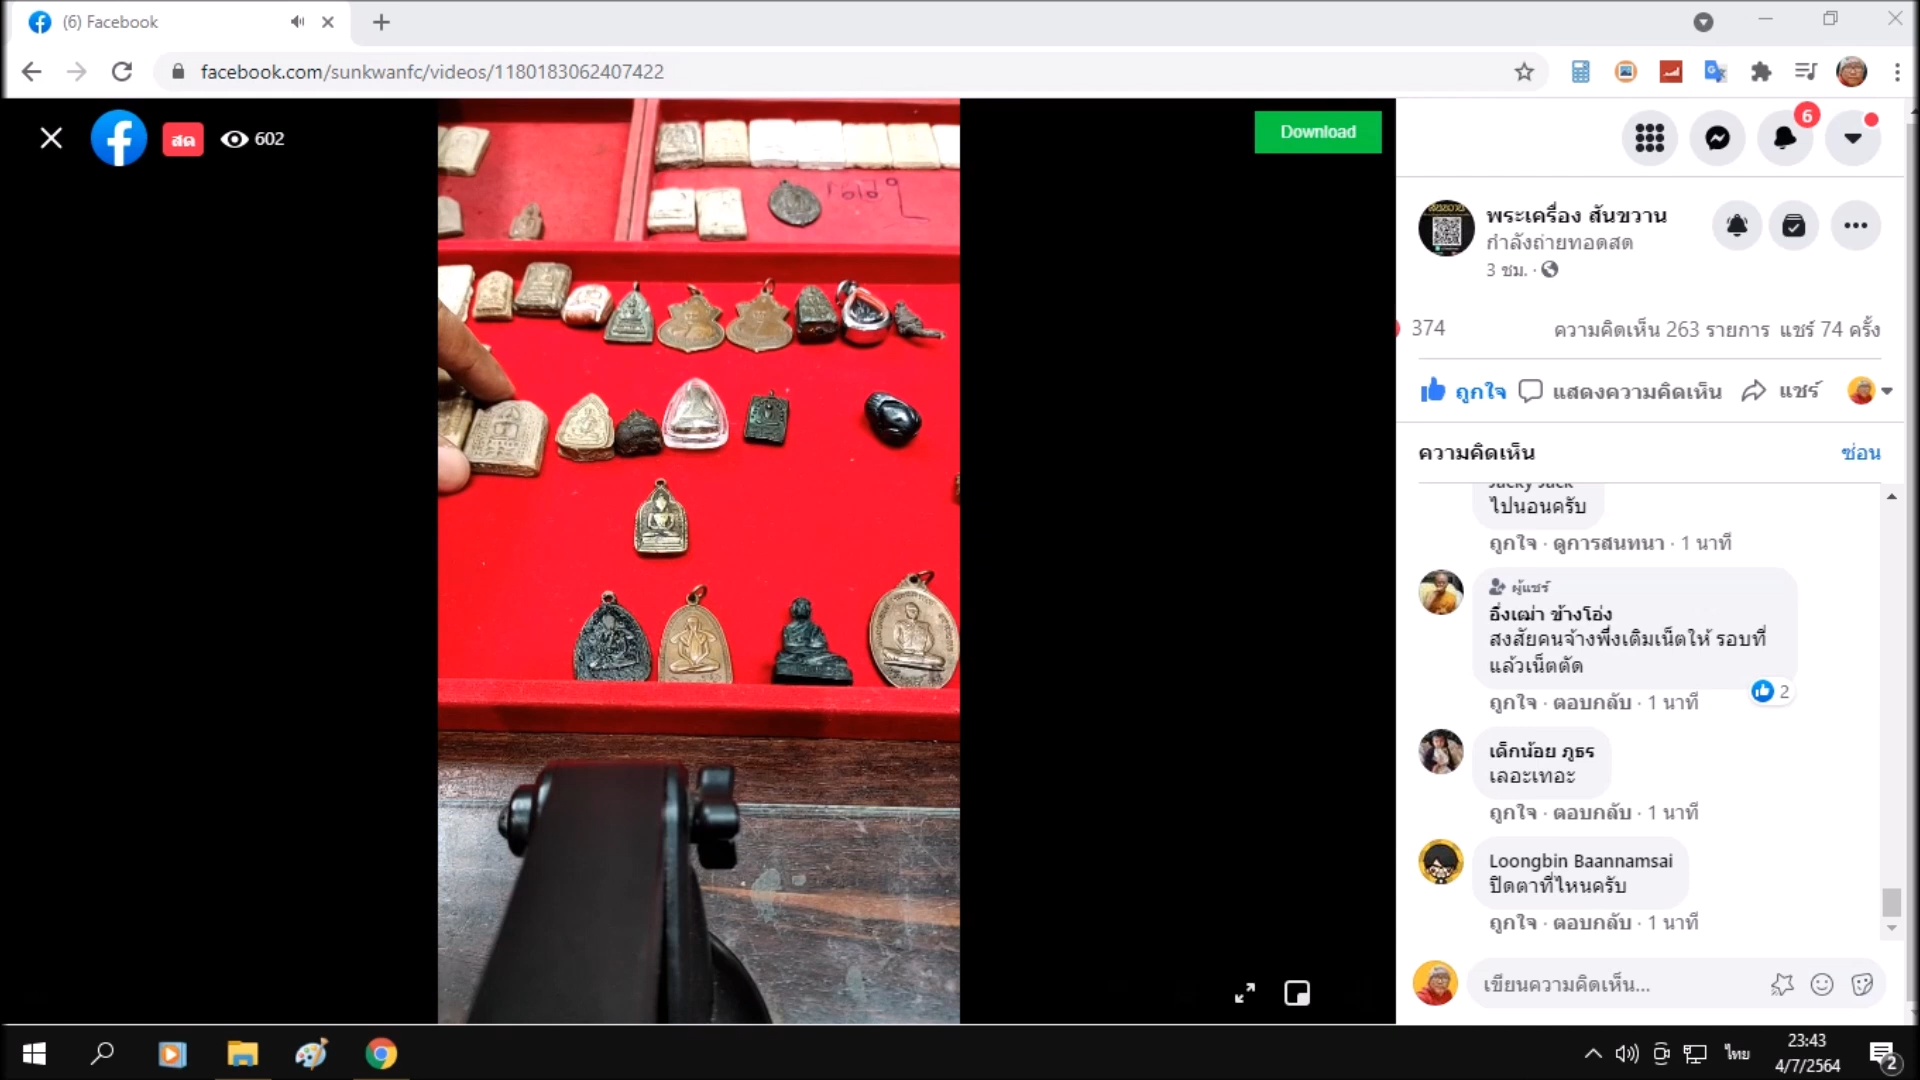 (6) Facebook
facebook.com/sunkwanfc/videos/1180183062407422
สด
602
Download
6
พระเครื่อง สันขวาน
กำลังถ่ายทอดสด
3 ชม.
374
ความคิดเห็น 263 รายการ แชร์ 74 ครั้ง
ถูกใจ
แสดงความคิดเห็น
แชร์
ความคิดเห็น
ซ่อน
Jacky Jack
ไปนอนครับ
ถูกใจ · ดูการสนทนา · 1 นาที
ผู้แชร์
อึ่งเฒ่า ช้างโอ่ง
สงสัยคนจ้างพึ่งเติมเน็ตให้ รอบที่
แล้วเน็ตตัด
2
ถูกใจ · ตอบกลับ · 1 นาที
เด็กน้อย ภูธร
เลอะเทอะ
ถูกใจ · ตอบกลับ · 1 นาที
Loongbin Baannamsai
ปิดตาที่ไหนครับ
ถูกใจ · ตอบกลับ · 1 นาที
เขียนความคิดเห็น...
ไทย
23:43
4/7/2564
2